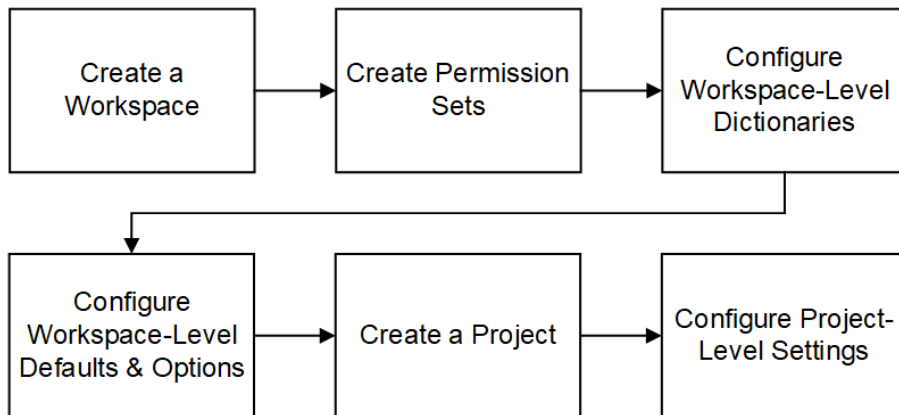 Create a
Workspace
Create Permission
Sets
Configure
Workspace-Level
Dictionaries
Configure
Workspace-Level
Defaults & Options
Create a Project
Configure Project-
Level Settings